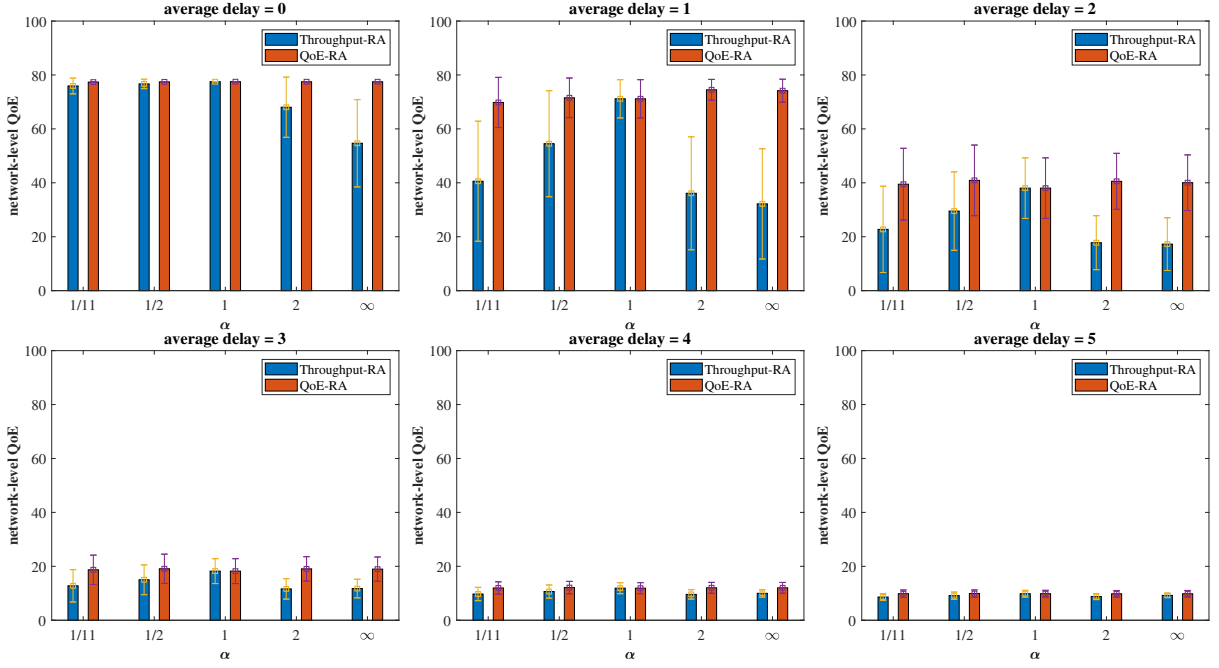 average delay = 0
100
80
60
40
20
0
network-level QoE
Throughput-RA
QoE-RA
1/11
1/2
1
2
∞
α
average delay = 1
100
80
60
40
20
0
network-level QoE
Throughput-RA
QoE-RA
1/11
1/2
1
2
∞
α
average delay = 2
100
80
60
40
20
0
network-level QoE
Throughput-RA
QoE-RA
1/11
1/2
1
2
∞
α
average delay = 3
100
80
60
40
20
0
network-level QoE
Throughput-RA
QoE-RA
1/11
1/2
1
2
∞
α
average delay = 4
100
80
60
40
20
0
network-level QoE
Throughput-RA
QoE-RA
1/11
1/2
1
2
∞
α
average delay = 5
100
80
60
40
20
0
network-level QoE
Throughput-RA
QoE-RA
1/11
1/2
1
2
∞
α